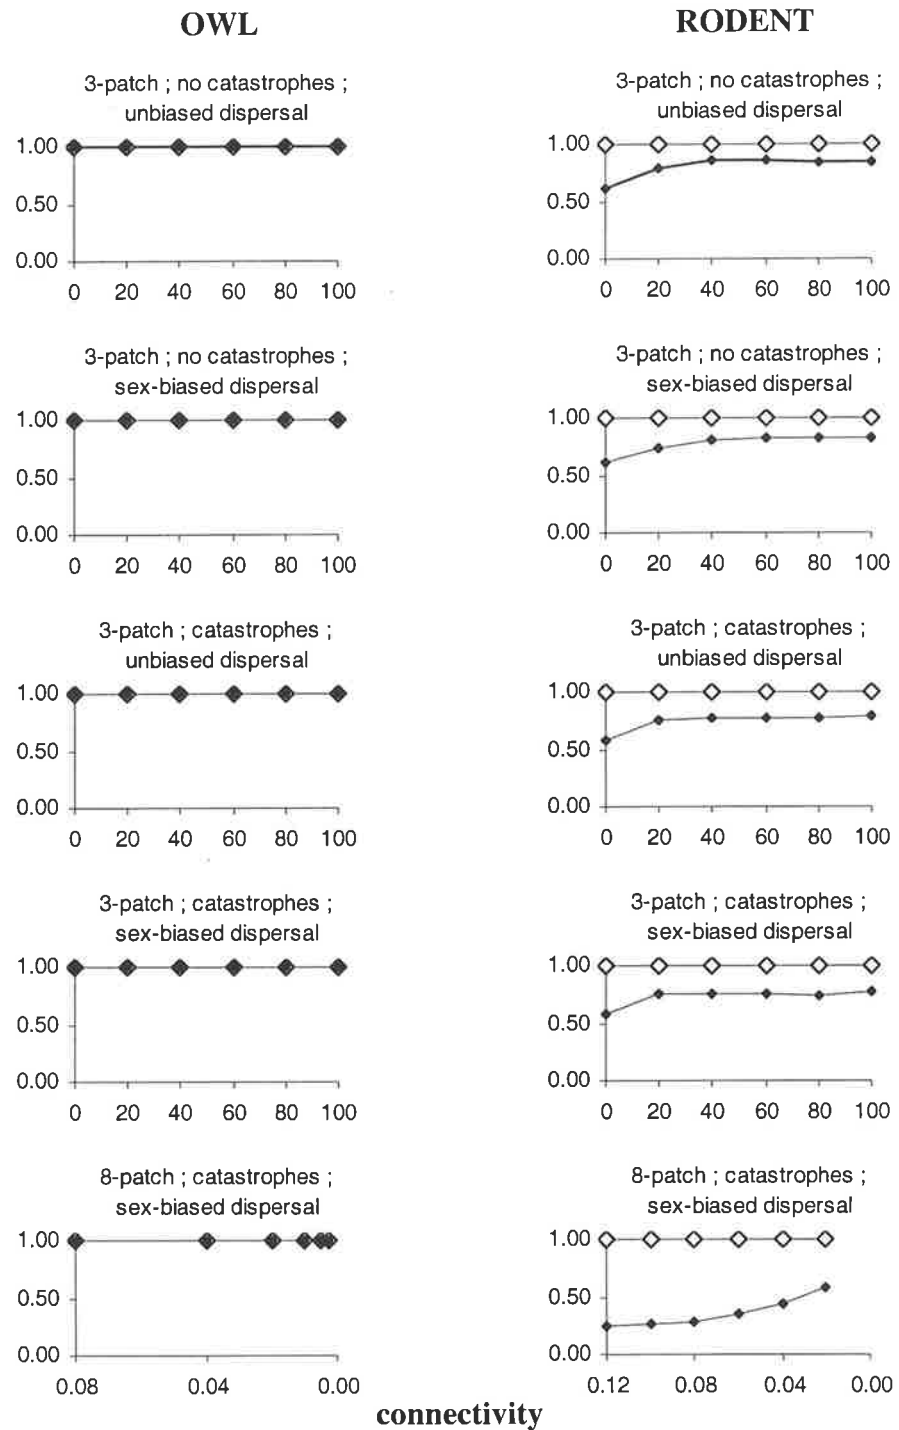 OWL
RODENT
3-patch ; no catastrophes ;
unbiased dispersal
1.00
0.50
0.00
0 20 40 60 80 100
3-patch ; no catastrophes ;
unbiased dispersal
1.00
0.50
0.00
0 20 40 60 80 100
3-patch ; no catastrophes ;
sex-biased dispersal
1.00
0.50
0.00
0 20 40 60 80 100
3-patch ; no catastrophes ;
sex-biased dispersal
1.00
0.50
0.00
0 20 40 60 80 100
3-patch ; catastrophes ;
unbiased dispersal
1.00
0.50
0.00
0 20 40 60 80 100
3-patch ; catastrophes ;
unbiased dispersal
1.00
0.50
0.00
0 20 40 60 80 100
3-patch ; catastrophes ;
sex-biased dispersal
1.00
0.50
0.00
0 20 40 60 80 100
3-patch ; catastrophes ;
sex-biased dispersal
1.00
0.50
0.00
0 20 40 60 80 100
8-patch ; catastrophes ;
sex-biased dispersal
1.00
0.50
0.00
0.08 0.04 0.00
8-patch ; catastrophes ;
sex-biased dispersal
1.00
0.50
0.00
0.12 0.08 0.04 0.00
connectivity